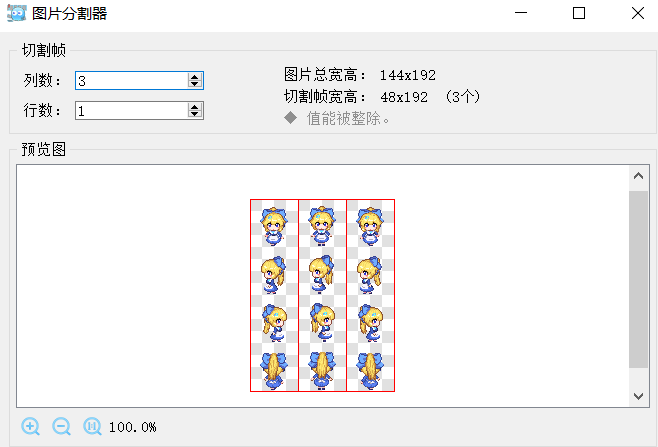 图片分割器
切割帧
列数： 3
行数： 1
图片总宽高： 144x192
切割帧宽高： 48x192 （3个）
◆ 值能被整除。
预览图
1:1 100.0%